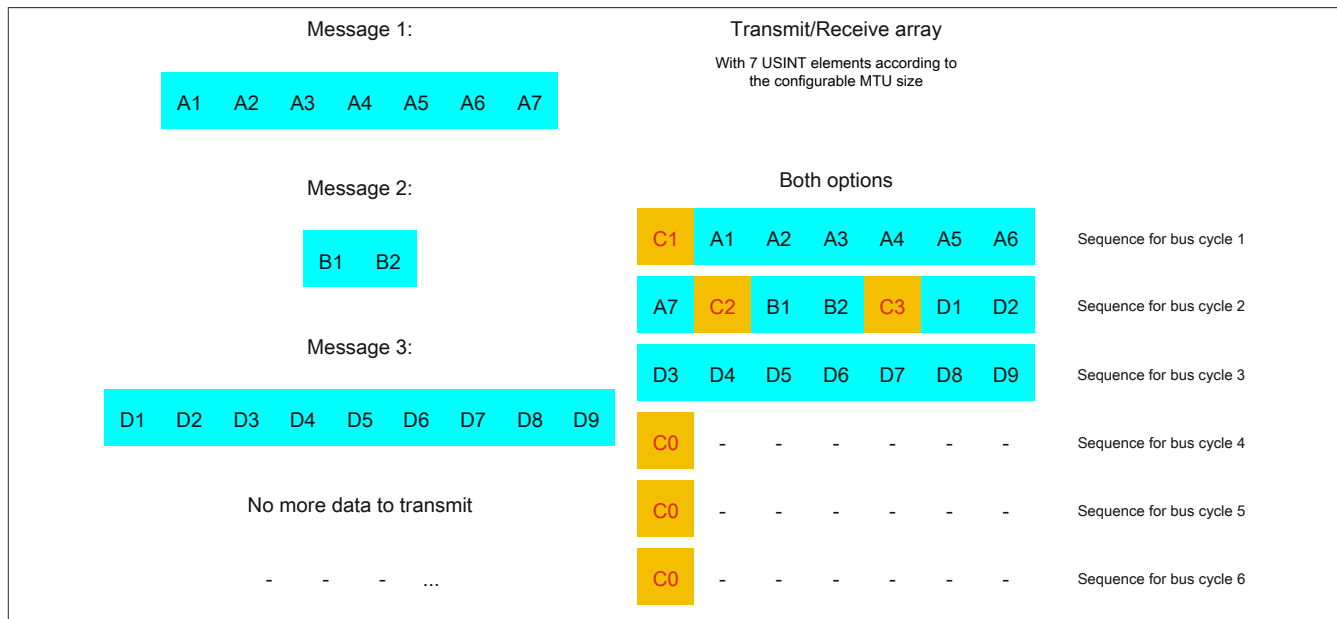 Message 1:
A1 A2 A3 A4 A5 A6 A7
Message 2:
B1 B2
Message 3:
D1 D2 D3 D4 D5 D6 D7 D8 D9
No more data to transmit
- - - ...
Transmit/Receive array
With 7 USINT elements according to
the configurable MTU size
Both options
C1 A1 A2 A3 A4 A5 A6 Sequence for bus cycle 1
A7 C2 B1 B2 C3 D1 D2 Sequence for bus cycle 2
D3 D4 D5 D6 D7 D8 D9 Sequence for bus cycle 3
C0 - - - - - - Sequence for bus cycle 4
C0 - - - - - - Sequence for bus cycle 5
C0 - - - - - - Sequence for bus cycle 6